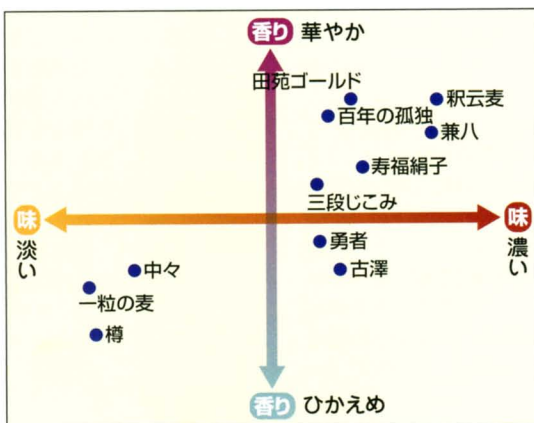 香り 華やか
田苑ゴールド
釈云麦
百年の孤独
兼八
寿福絹子
三段じこみ
味 淡い
味 濃い
勇者
中々
古澤
一粒の麦
樽
香り ひかえめ